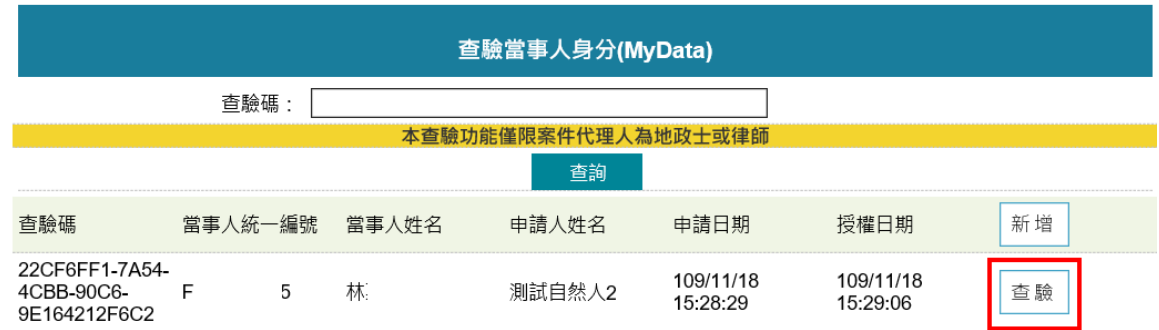 查驗當事人身分(MyData)
查驗碼：
本查驗功能僅限案件代理人為地政士或律師
查詢
查驗碼 當事人統一編號 當事人姓名 申請人姓名 申請日期 授權日期 新增
22CF6FF1-7A54-
4CBB-90C6-
9E164212F6C2
F 5 林 測試自然人2
109/11/18
15:28:29
109/11/18
15:29:06
查驗